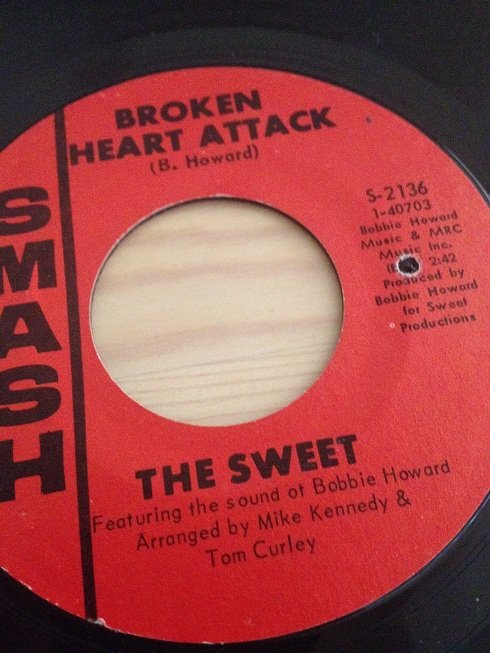 BROKEN
HEART ATTACK
(B. Howard)
SMASH
S-2136
1-40703
Bobbie Howard
Music & MRC
Music Inc.
2:42
Produced by
Bobbie Howard
for Sweet
Productions
THE SWEET
Featuring the sound of Bobbie Howard
Arranged by Mike Kennedy &
Tom Curley